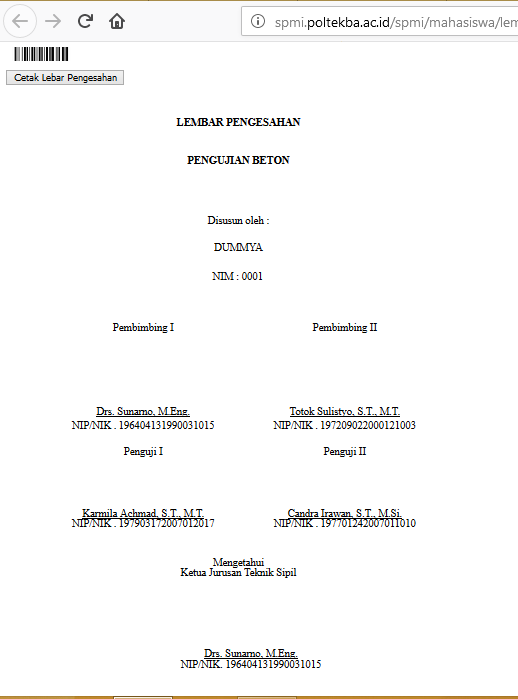 spmi.poltekba.ac.id/spmi/mahasiswa/lem
Cetak Lebar Pengesahan
LEMBAR PENGESAHAN
PENGUJIAN BETON
Disusun oleh :
DUMMYA
NIM : 0001
Pembimbing I Pembimbing II
Drs. Sunarno, M.Eng. Totok Sulistyo, S.T., M.T.
NIP/NIK . 196404131990031015 NIP/NIK . 197209022000121003
Penguji I Penguji II
Karmila Achmad, S.T., M.T. Candra Irawan, S.T., M.Si.
NIP/NIK . 197903172007012017 NIP/NIK . 197701242007011010
Mengetahui
Ketua Jurusan Teknik Sipil
Drs. Sunarno, M.Eng.
NIP/NIK. 196404131990031015